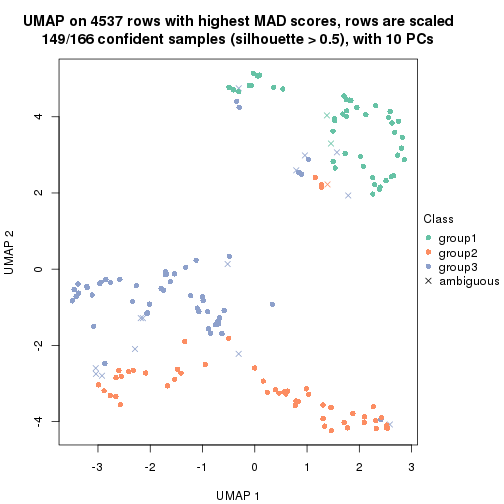 UMAP on 4537 rows with highest MAD scores, rows are scaled
149/166 confident samples (silhouette > 0.5), with 10 PCs
4
2
0
-2
-4
UMAP 2
-3
-2
-1
0
1
2
3
UMAP 1
Class
group1
group2
group3
ambiguous